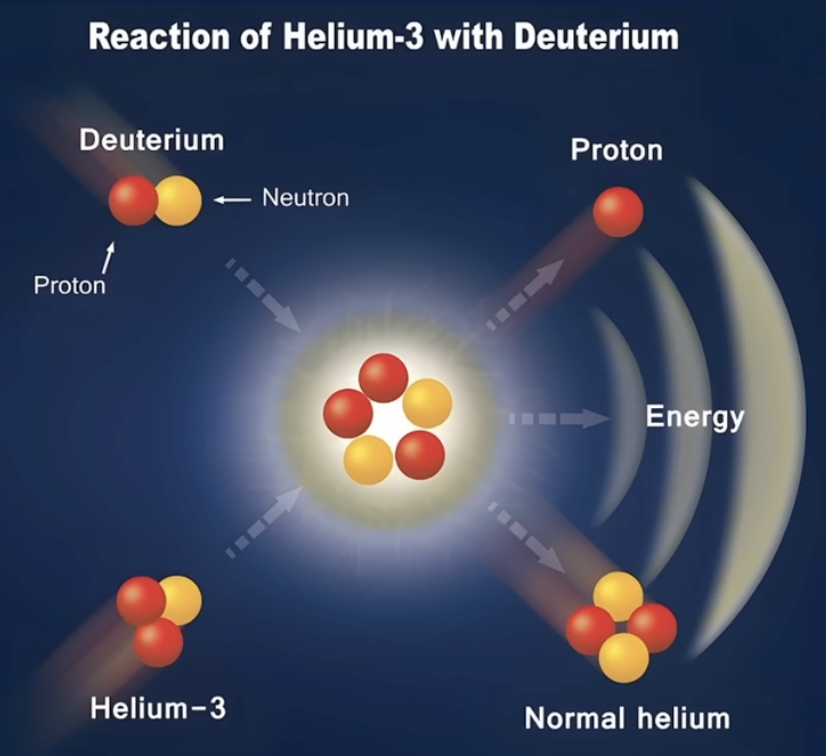 Reaction of Helium-3 with Deuterium
Deuterium
Proton
Neutron
Proton
Energy
Helium-3
Normal helium